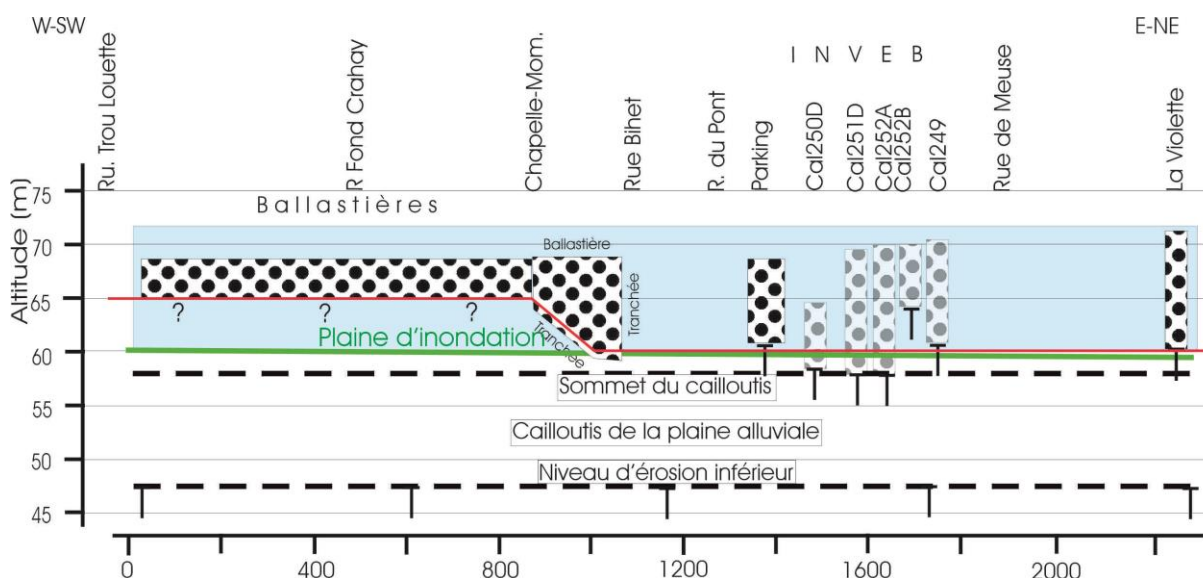 W-SW
E-NE
I N V E B
Ru. Trou Louette
R Fond Crahay
Chapelle-Mom.
Rue Bihet
R. du Pont
Parking
Cal250D
Cal251D
Cal252A
Cal252B
Cal249
Rue de Meuse
La Violette
Altitude (m)
75
70
65
60
55
50
45
Ballastières
Ballastière
Tranchée
Tranchée
? ? ?
Plaine d'inondation
Sommet du cailloutis
Cailloutis de la plaine alluviale
Niveau d'érosion inférieur
0 400 800 1200 1600 2000